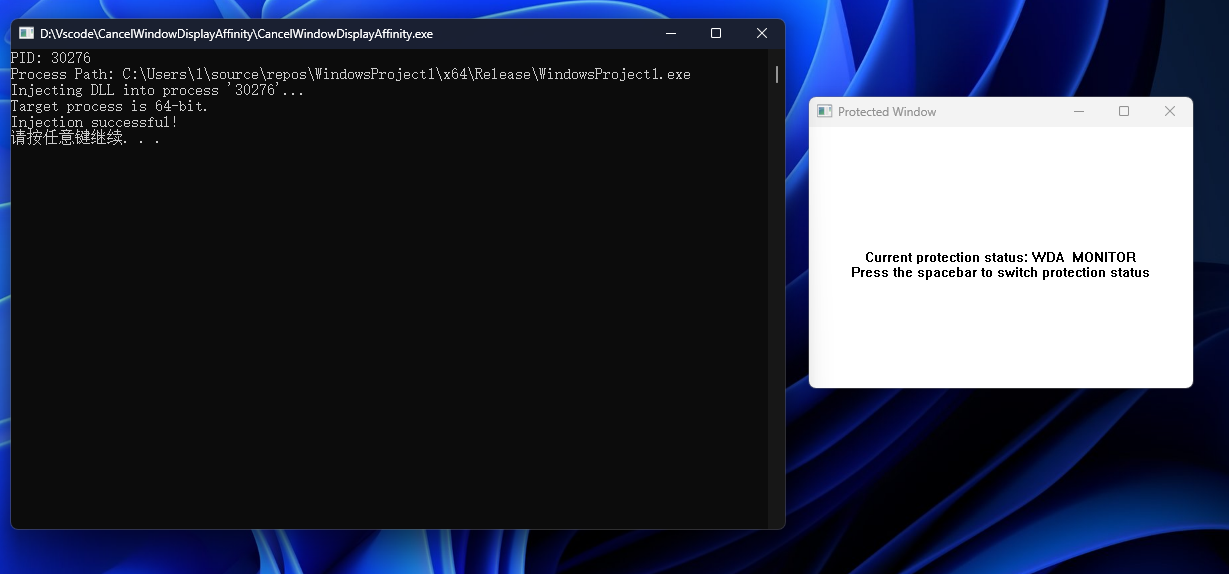 D:\Vscode\CancelWindowDisplayAffinity\CancelWindowDisplayAffinity.exe
PID: 30276
Process Path: C:\Users\1\source\repos\WindowsProject1\x64\Release\WindowsProject1.exe
Injecting DLL into process '30276'...
Target process is 64-bit.
Injection successful!
请按任意键继续. . .
Protected Window
Current protection status: WDA_MONITOR
Press the spacebar to switch protection status